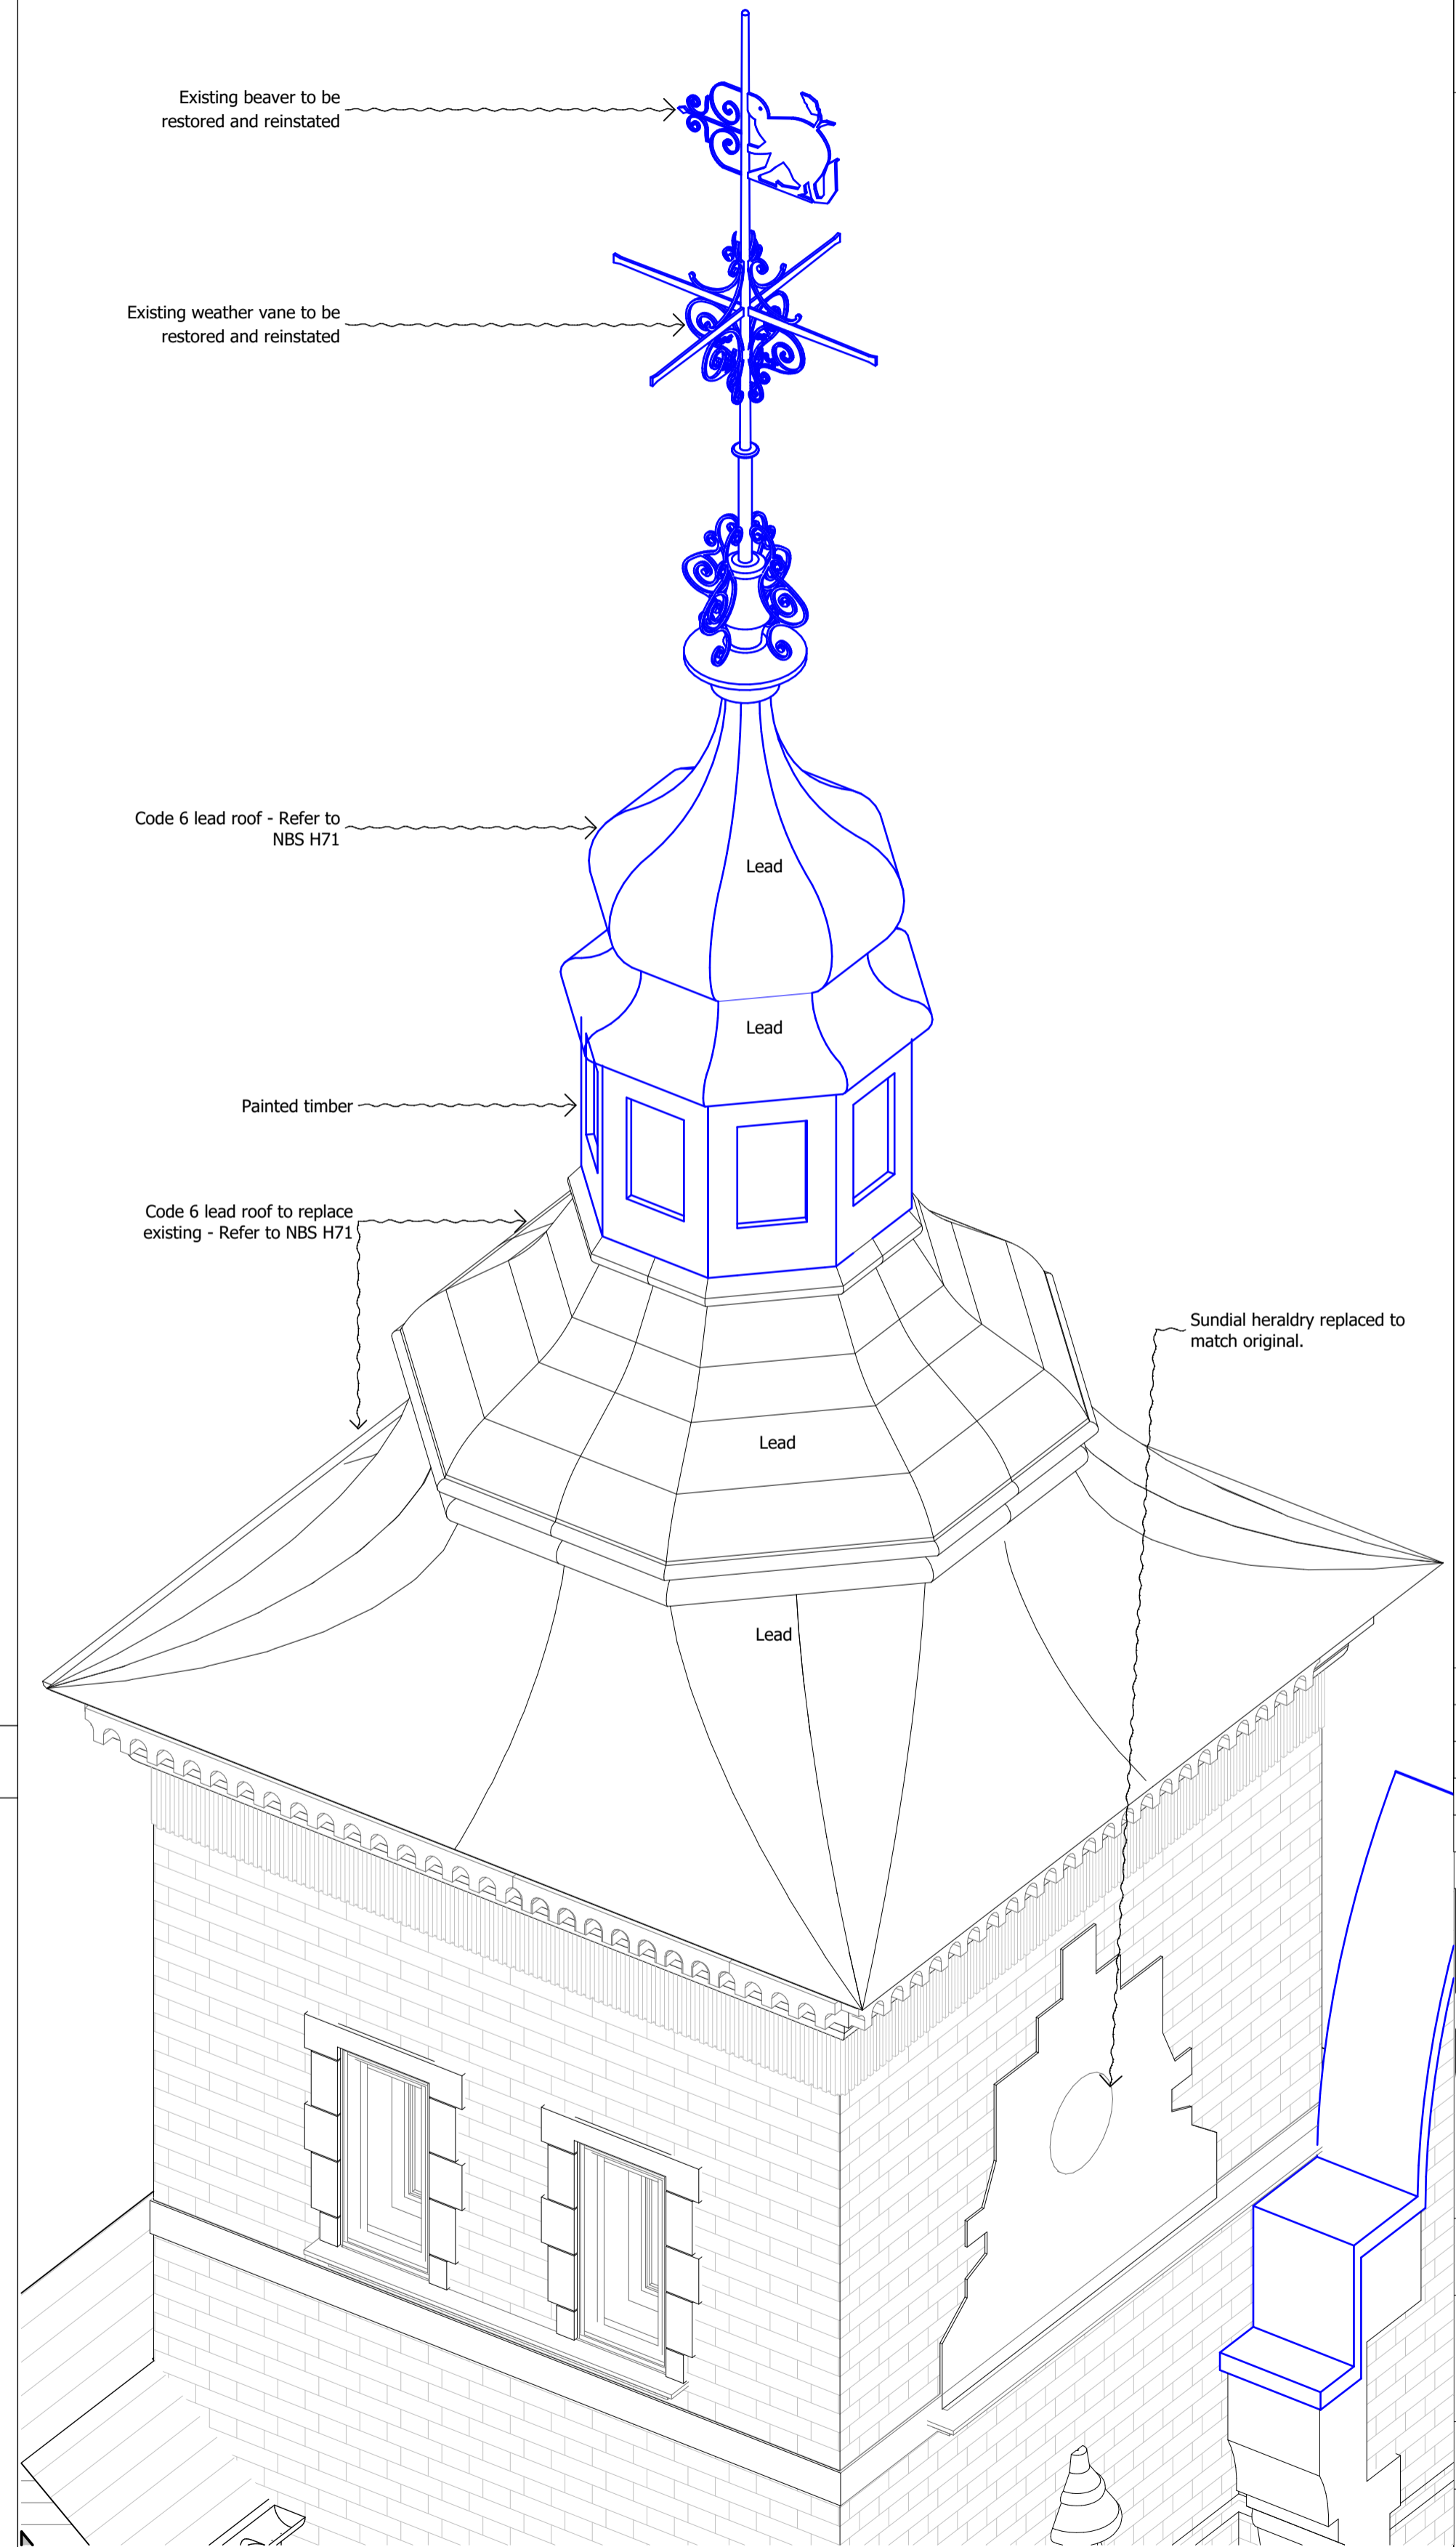 Existing beaver to be
restored and reinstated
Existing weather vane to be
restored and reinstated
Code 6 lead roof - Refer to
NBS H71
Lead
Lead
Painted timber
Code 6 lead roof to replace
existing - Refer to NBS H71
Sundial heraldry replaced to
match original.
Lead
Lead